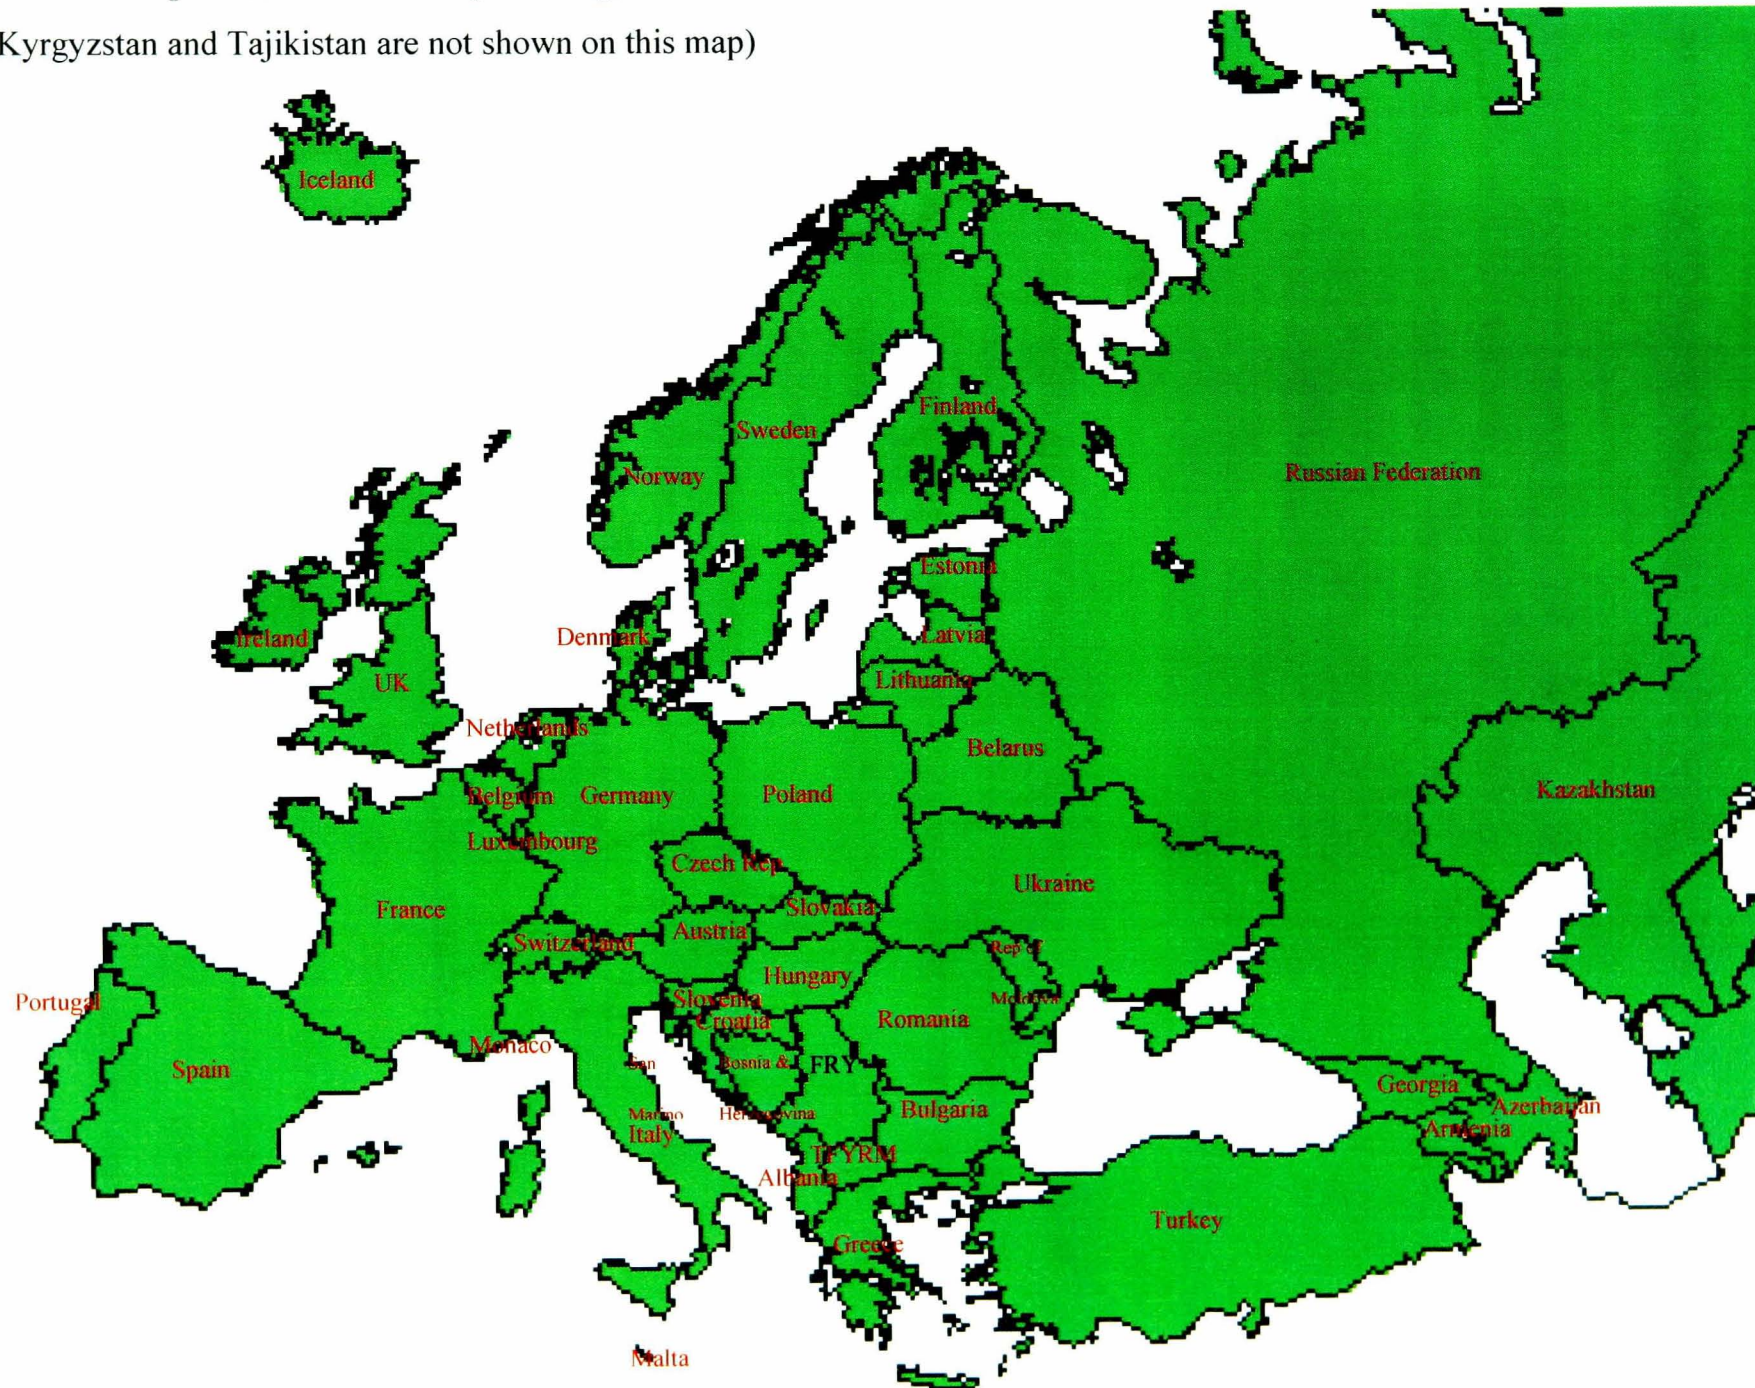 Kyrgyzstan and Tajikistan are not shown on this map)
Iceland
Finland
Sweden
Norway
Russian Federation
Estonia
Denmark
Ireland
Latvia
Lithuania
UK
Netherlands
Belarus
Belgium
Germany
Poland
Kazakhstan
Luxembourg
Czech Rep
Ukraine
France
Slovakia
Austria
Switzerland
Rep of
Moldova
Hungary
Portugal
Slovenia
Croatia
Romania
Monaco
Spain
San
Marino
Bosnia &
Herzegovina
FRY
Georgia
Bulgaria
Azerbaijan
Armenia
Italy
TFYRM
Albania
Turkey
Greece
Malta